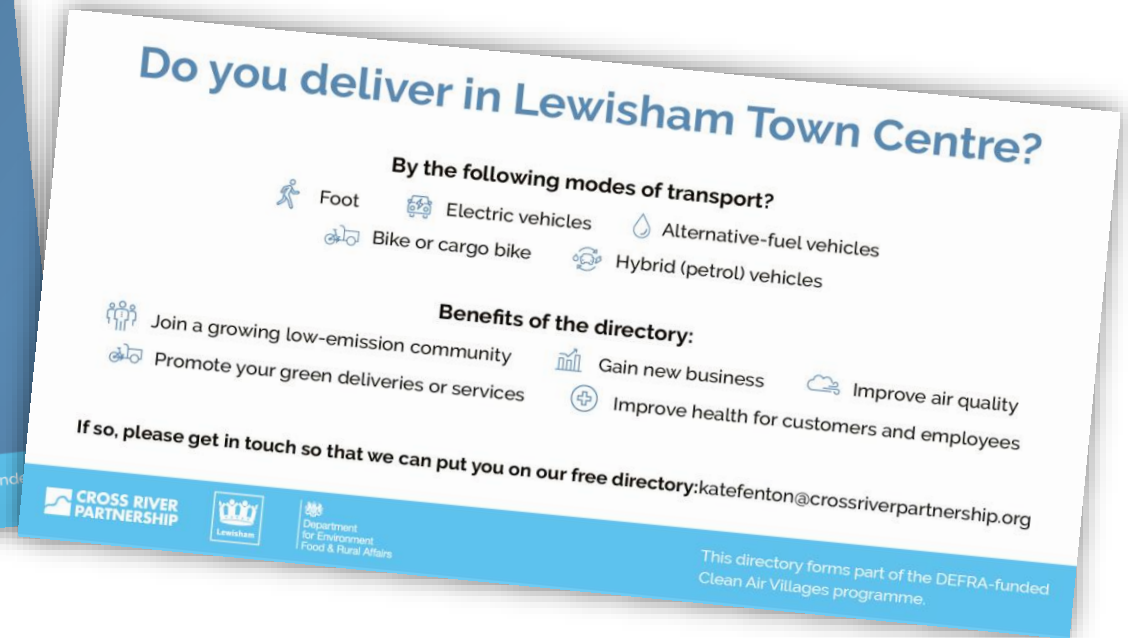 Do you deliver in Lewisham Town Centre?
By the following modes of transport?
Foot Electric vehicles Alternative-fuel vehicles
Bike or cargo bike Hybrid (petrol) vehicles
Benefits of the directory:
Join a growing low-emission community Gain new business Improve air quality
Promote your green deliveries or services Improve health for customers and employees
If so, please get in touch so that we can put you on our free directory:katefenton@crossriverpartnership.org
CROSS RIVER
PARTNERSHIP
Lewisham
Department
for Environment
Food & Rural Affairs
This directory forms part of the DEFRA-funded
Clean Air Villages programme.